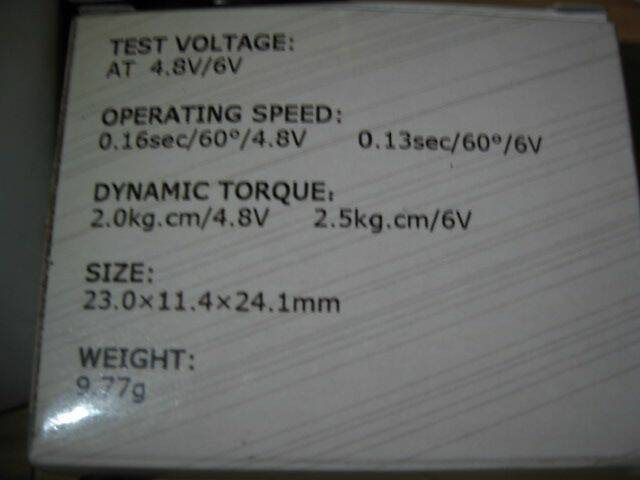 TEST VOLTAGE:
AT 4.8V/6V
OPERATING SPEED:
0.16sec/60°/4.8V 0.13sec/60°/6V
DYNAMIC TORQUE:
2.0kg.cm/4.8V 2.5kg.cm/6V
SIZE:
23.0×11.4×24.1mm
WEIGHT:
9.77g